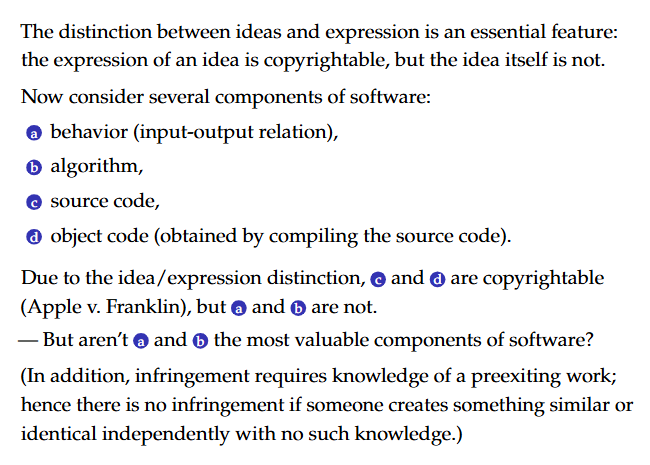 The distinction between ideas and expression is an essential feature:
the expression of an idea is copyrightable, but the idea itself is not.
Now consider several components of software:
a behavior (input-output relation),
b algorithm,
c source code,
d object code (obtained by compiling the source code).
Due to the idea/expression distinction, c and d are copyrightable
(Apple v. Franklin), but a and b are not.
— But aren't a and b the most valuable components of software?
(In addition, infringement requires knowledge of a preexiting work;
hence there is no infringement if someone creates something similar or
identical independently with no such knowledge.)